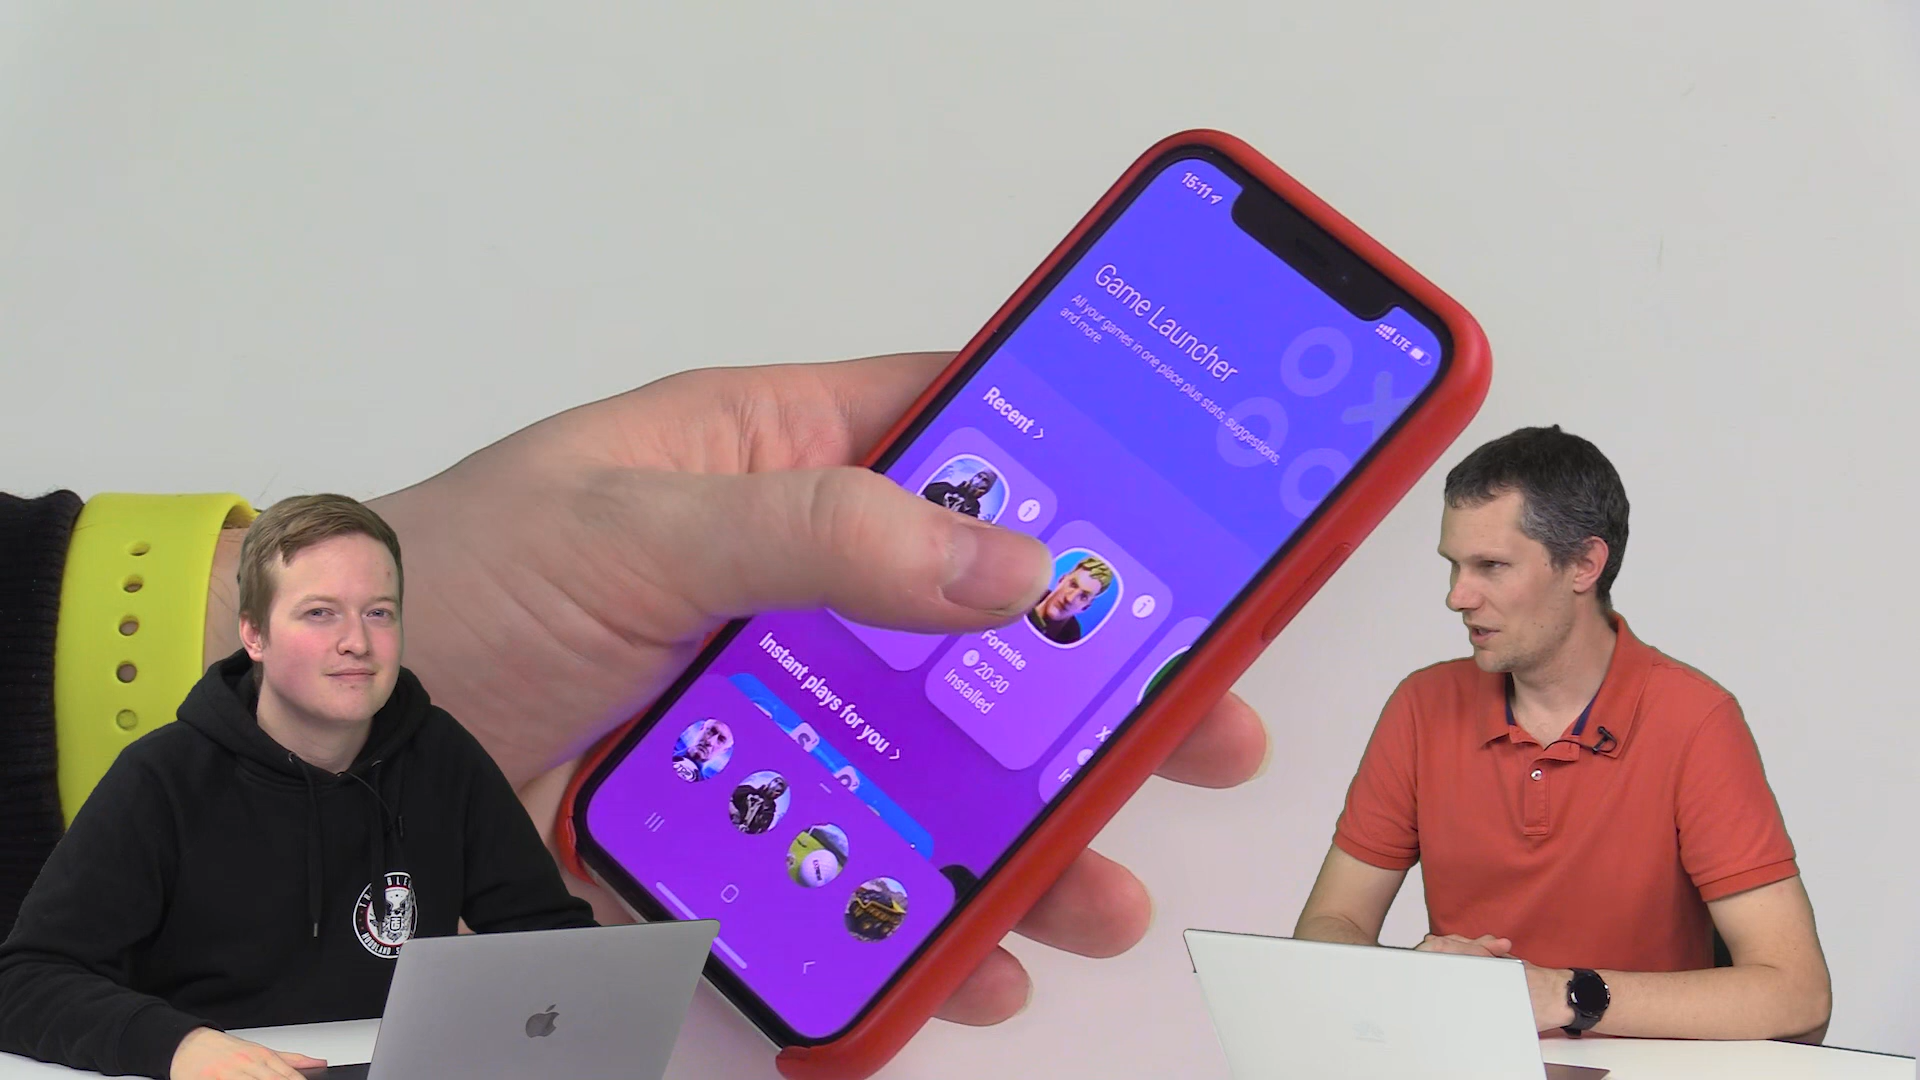 15:11
LTE
Game Launcher
All your games in one place plus stats, suggestions,
and more.
Recent >
Fortnite
20:30
Installed
X
In
Instant plays for you >